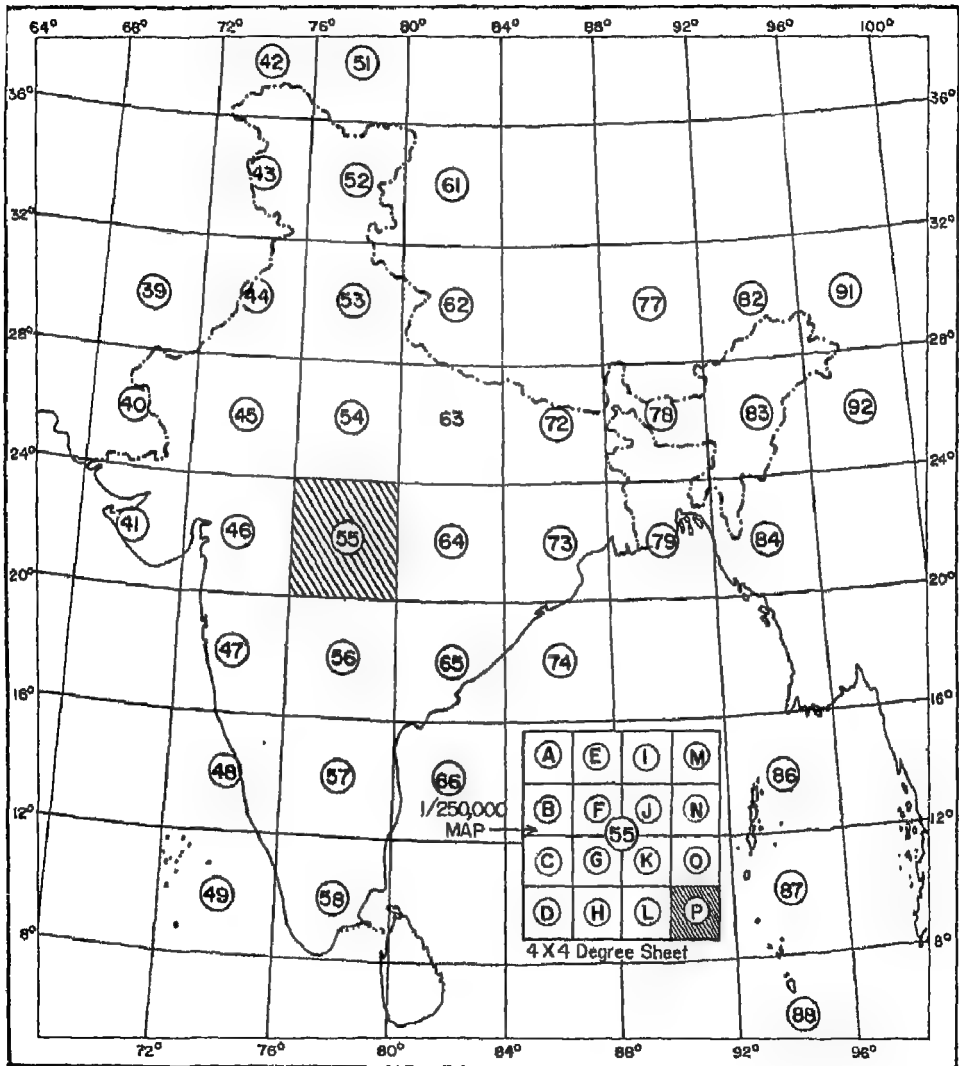 64° 68° 72° 76° 80° 84° 88° 92° 96° 100°
42 51
36° 36°
43 52 61
32° 32°
39 44 53 62 77 82 91
28° 28°
40 45 54 63 72 78 83 92
24° 24°
41 46 55 64 73 79 84
20° 20°
47 56 65 74
16° 16°
A E I M
48 57 66 86
1/250,000
MAP
B F J N
12° 12°
55
C G K O
49 58 87
D H L P
8° 8°
4 X 4 Degree Sheet
88
72° 76° 80° 84° 88° 92° 96°